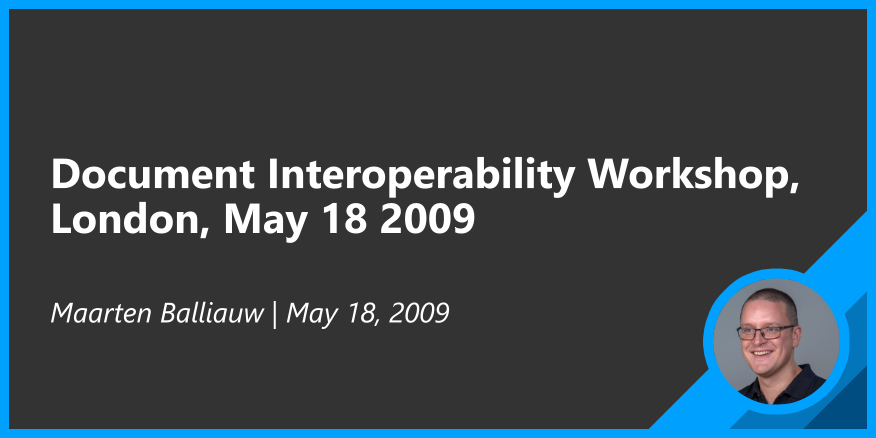 Document Interoperability Workshop,
London, May 18 2009
Maarten Balliauw | May 18, 2009